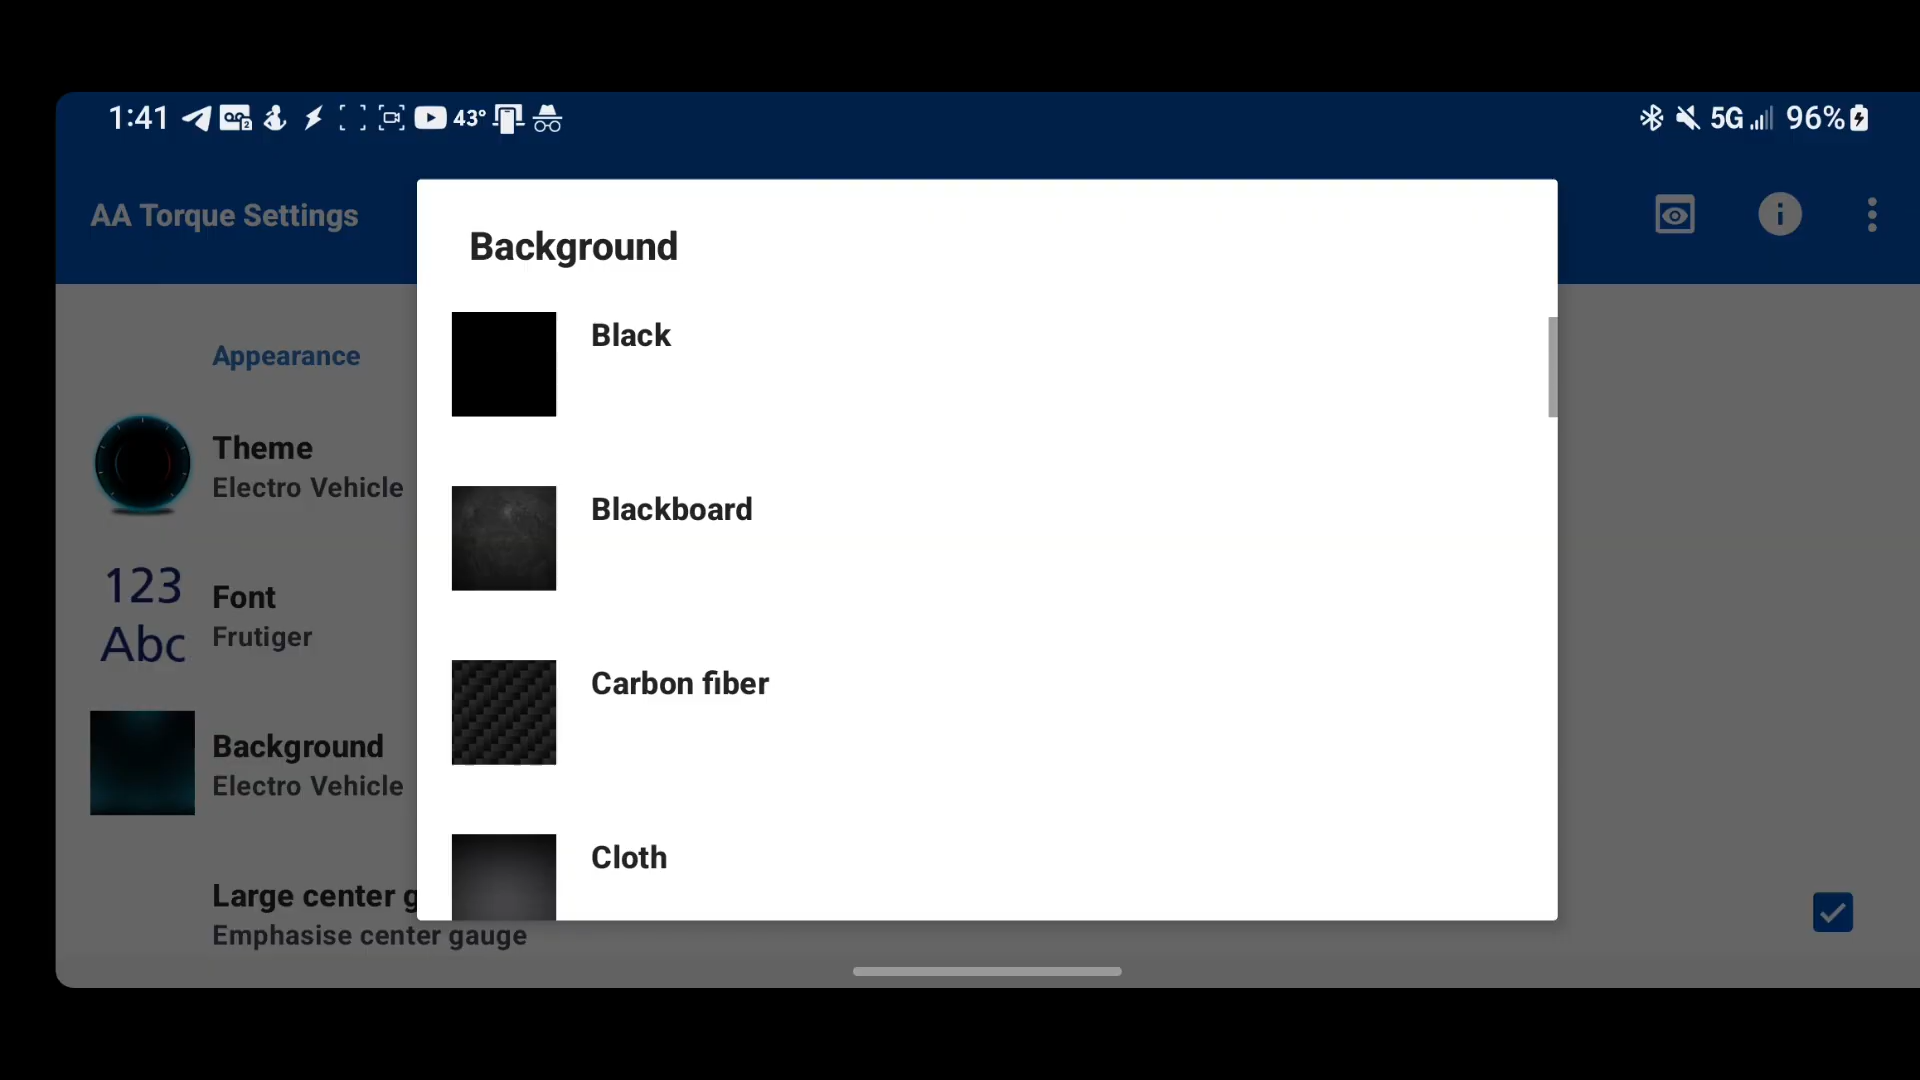 1:41 2 43° 5G 96%
AA Torque Settings
Background
Black
Blackboard
Carbon fiber
Cloth
Appearance
Theme
Electro Vehicle
123
Abc
Font
Frutiger
Background
Electro Vehicle
Large center g
Emphasise center gauge